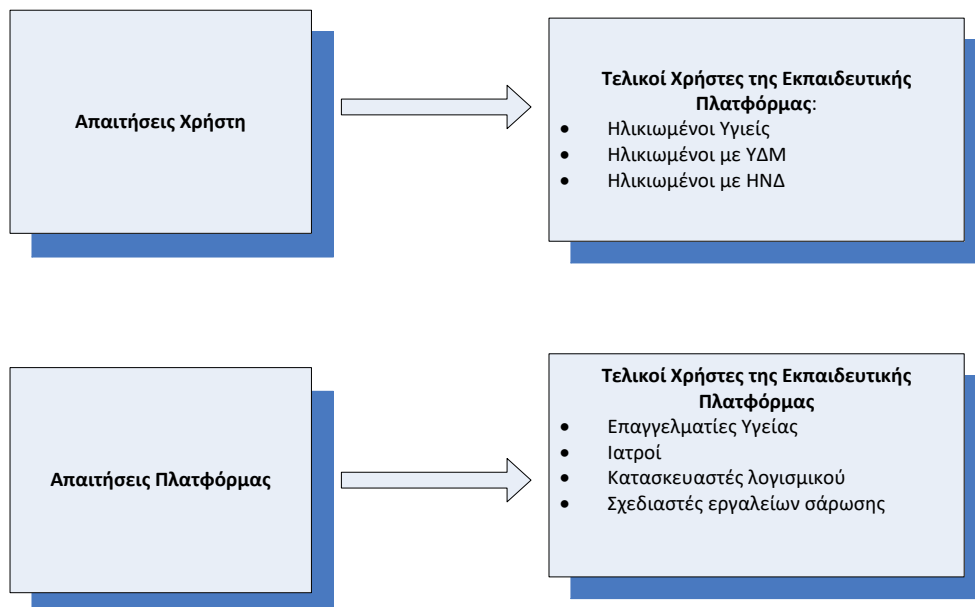 Απαιτήσεις Χρήστη
Τελικοί Χρήστες της Εκπαιδευτικής
Πλατφόρμας:
• Ηλικιωμένοι Υγιείς
• Ηλικιωμένοι με ΥΔΜ
• Ηλικιωμένοι με ΗΝΔ
Απαιτήσεις Πλατφόρμας
Τελικοί Χρήστες της Εκπαιδευτικής
Πλατφόρμας
• Επαγγελματίες Υγείας
• Ιατροί
• Κατασκευαστές λογισμικού
• Σχεδιαστές εργαλείων σάρωσης